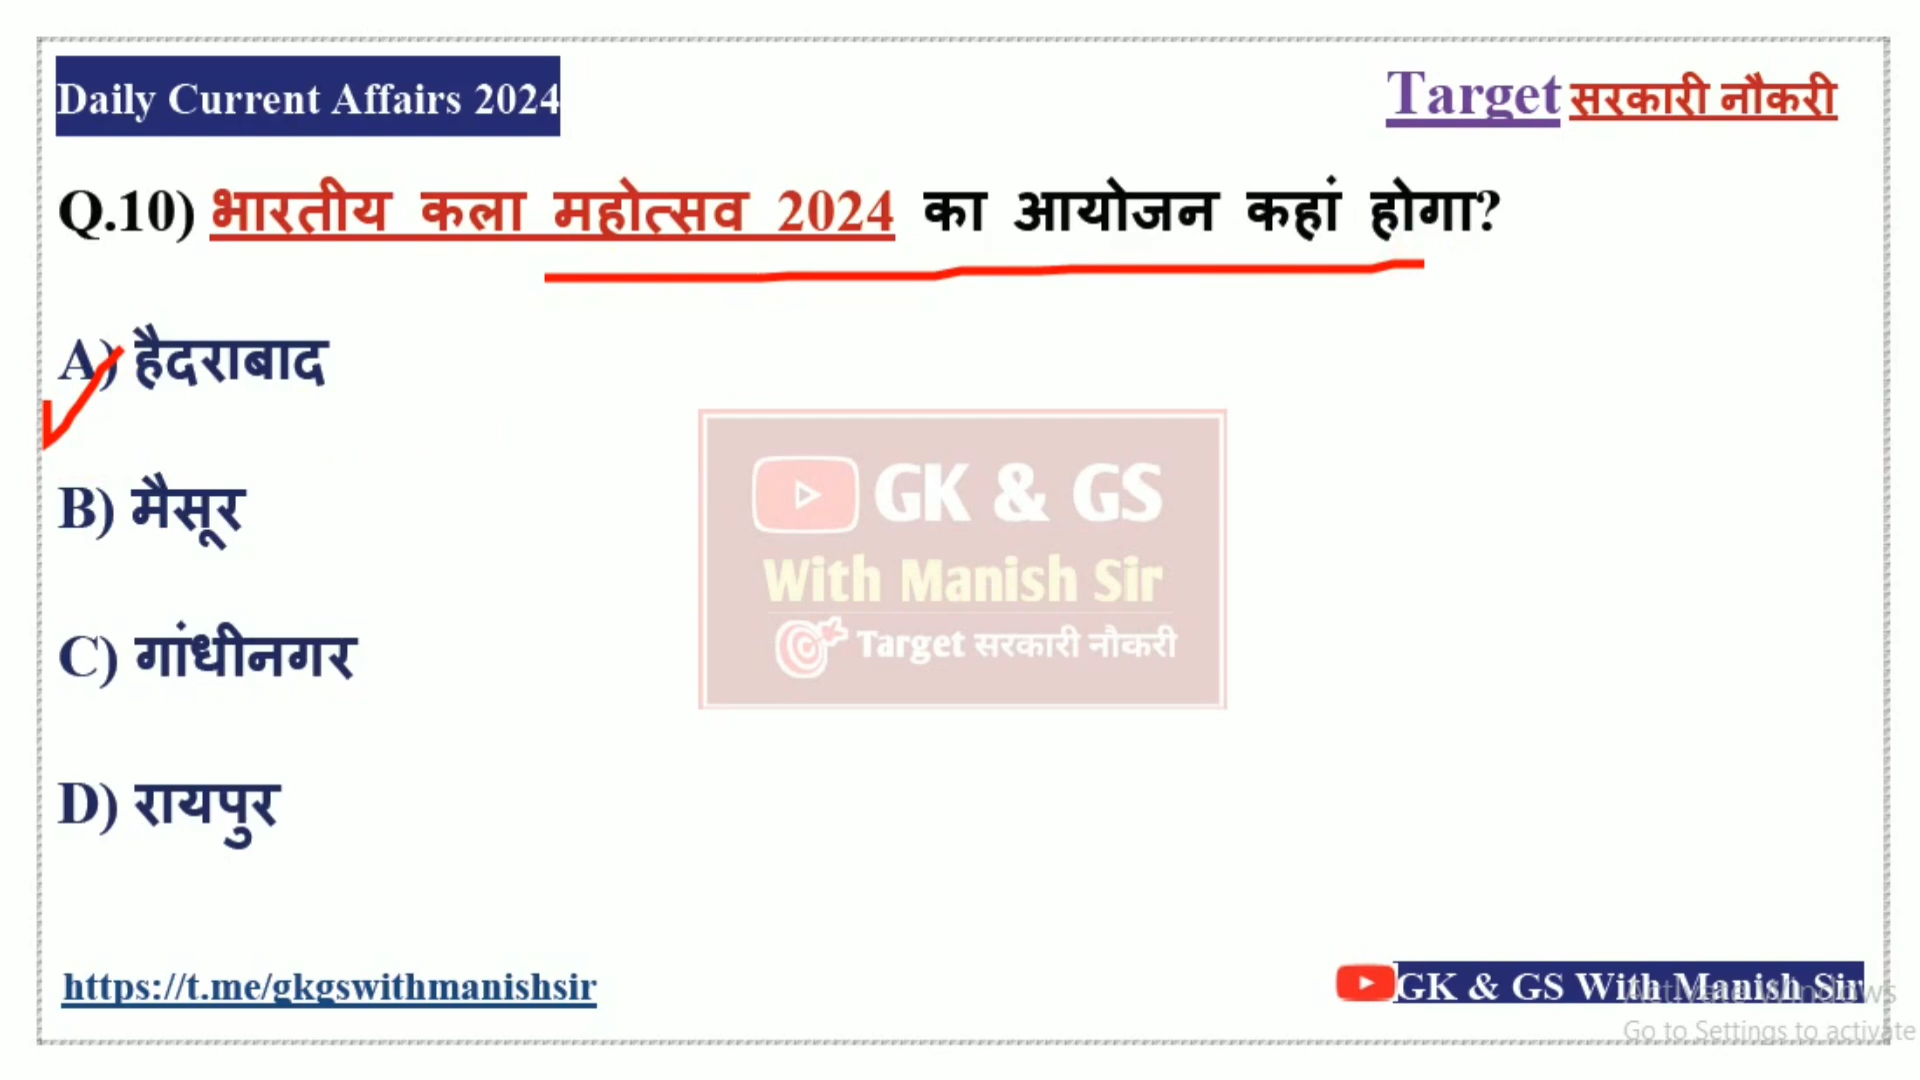 Daily Current Affairs 2024
Target सरकारी नौकरी
Q.10) भारतीय कला महोत्सव 2024 का आयोजन कहां होगा?
A) हैदराबाद
B) मैसूर
C) गांधीनगर
D) रायपुर
GK & GS
With Manish Sir
Target सरकारी नौकरी
https://t.me/gkgswithmanishsir
GK & GS With Manish Sir
Activate Windows
Go to Settings to activate